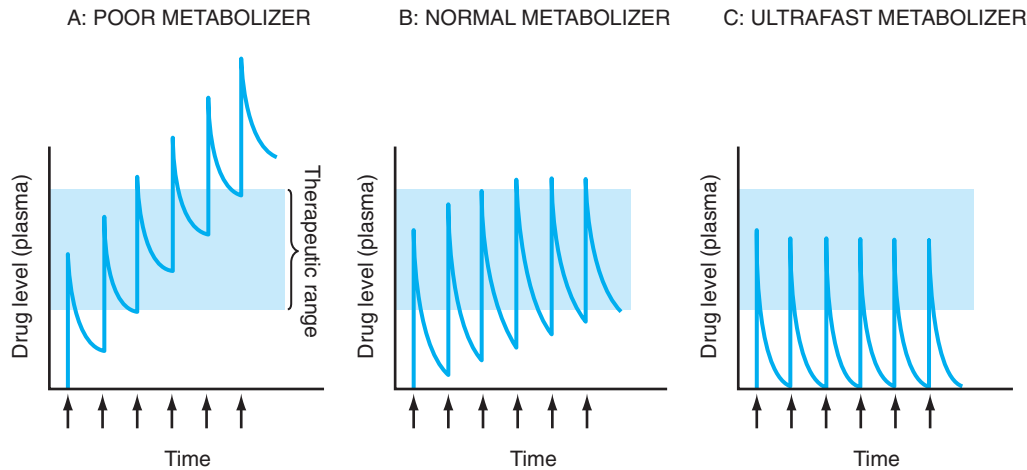 A: POOR METABOLIZER
B: NORMAL METABOLIZER
C: ULTRAFAST METABOLIZER
Drug level (plasma)
Therapeutic range
Time
Drug level (plasma)
Time
Drug level (plasma)
Time